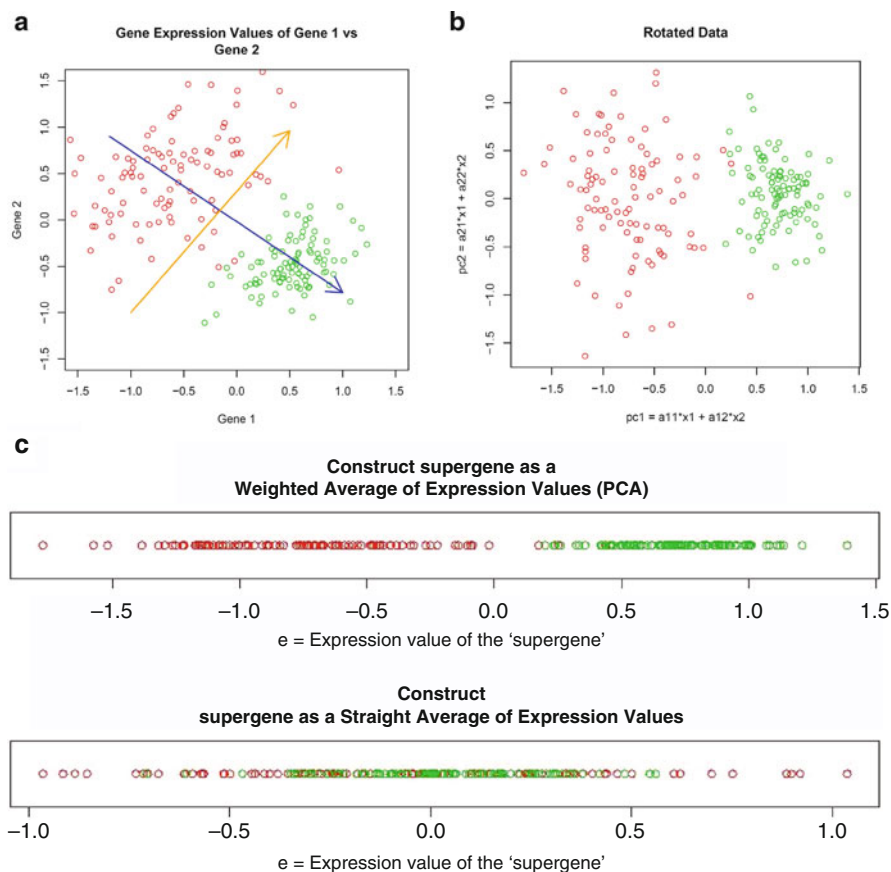 a
Gene Expression Values of Gene 1 vs
Gene 2
1.5
1.0
0.5
0.0
−0.5
−1.0
−1.5
Gene 2
−1.5 −1.0 −0.5 0.0 0.5 1.0 1.5
Gene 1
b
Rotated Data
1.0
0.5
0.0
−0.5
−1.0
−1.5
pc2 = a21*x1 + a22*x2
−1.5 −1.0 −0.5 0.0 0.5 1.0 1.5
pc1 = a11*x1 + a12*x2
c
Construct supergene as a
Weighted Average of Expression Values (PCA)
−1.5 −1.0 −0.5 0.0 0.5 1.0 1.5
e = Expression value of the 'supergene'
Construct
supergene as a Straight Average of Expression Values
−1.0 −0.5 0.0 0.5 1.0
e = Expression value of the 'supergene'